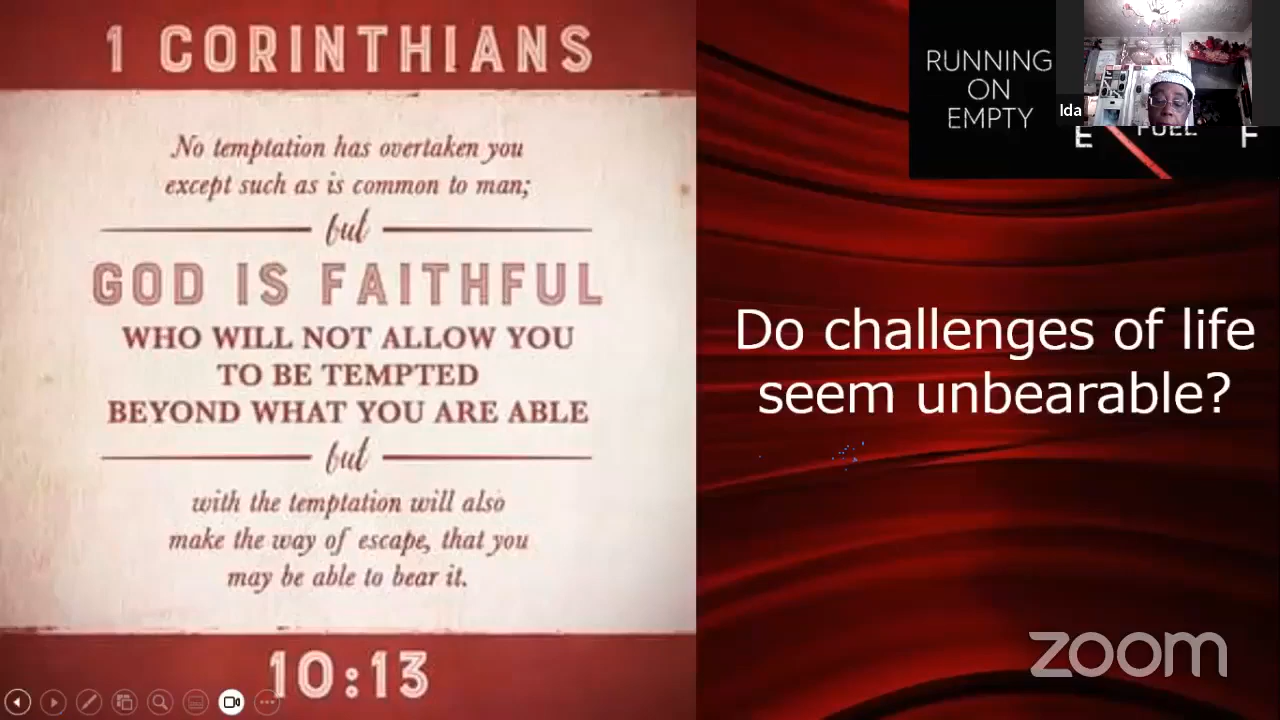 1 CORINTHIANS
No temptation has overtaken you
except such as is common to man;
but
GOD IS FAITHFUL
WHO WILL NOT ALLOW YOU
TO BE TEMPTED
BEYOND WHAT YOU ARE ABLE
but
with the temptation will also
make the way of escape, that you
may be able to bear it.
10:13
RUNNING
ON
EMPTY
Ida
E FUEL F
Do challenges of life
seem unbearable?
zoom